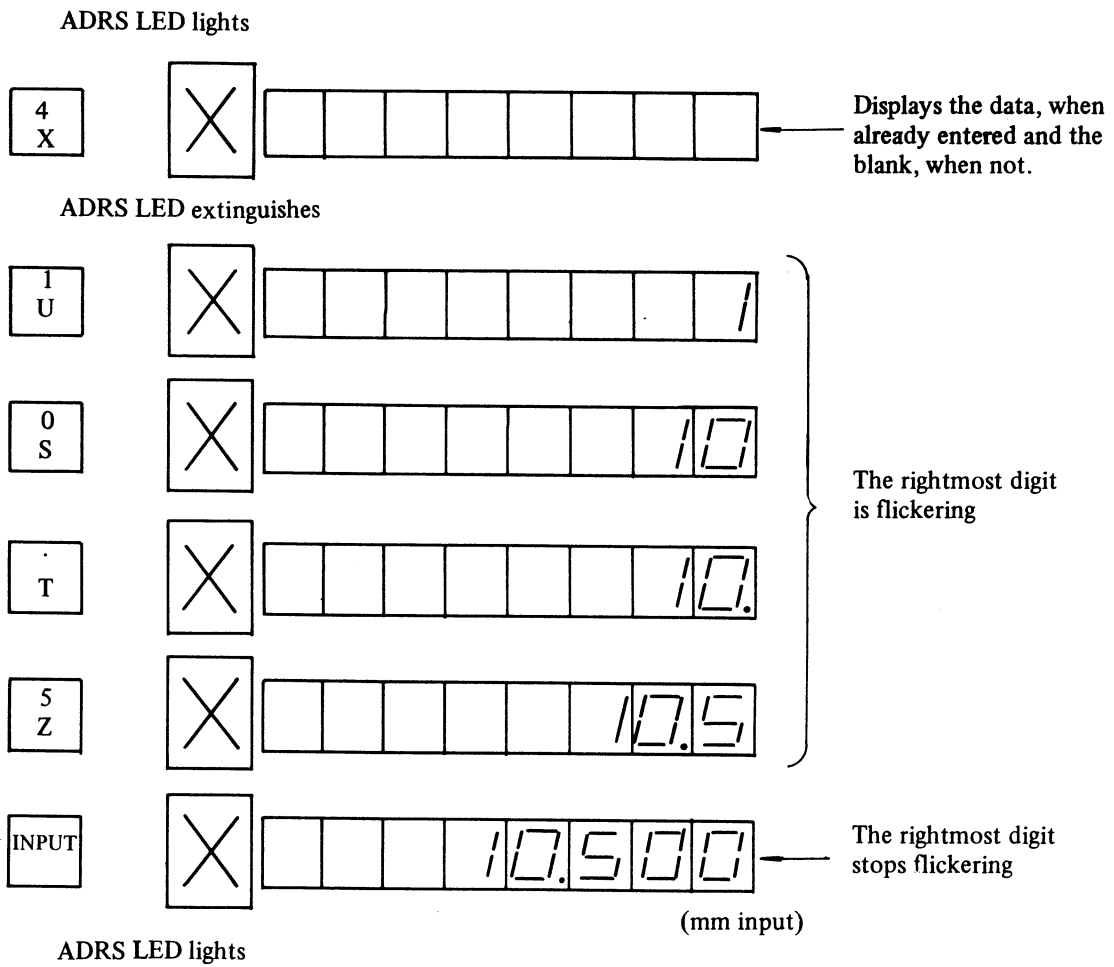 ADRS LED lights
4
X
X
Displays the data, when
already entered and the
blank, when not.
ADRS LED extinguishes
1
U
X
1
0
S
X
10
The rightmost digit
is flickering
.
T
X
10.
5
Z
X
10.5
INPUT
X
10.500
The rightmost digit
stops flickering
(mm input)
ADRS LED lights